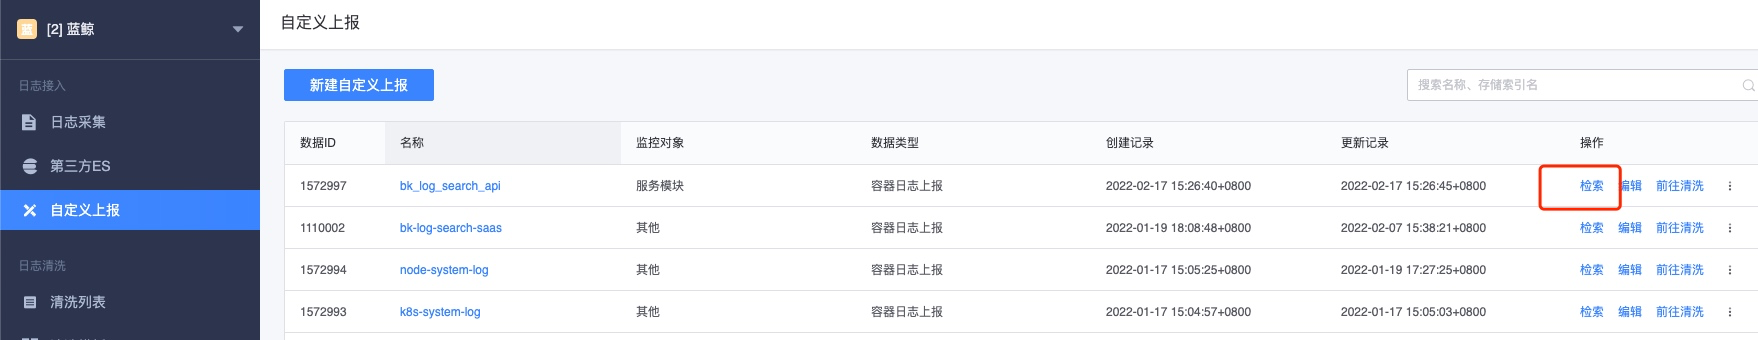 蓝 [2] 蓝鲸
日志接入
日志采集
第三方ES
自定义上报
日志清洗
清洗列表
自定义上报
新建自定义上报
搜索名称、存储索引名
数据ID 名称 监控对象 数据类型 创建记录 更新记录 操作
1572997 bk_log_search_api 服务模块 容器日志上报 2022-02-17 15:26:40+0800 2022-02-17 15:26:45+0800 检索 编辑 前往清洗
1110002 bk-log-search-saas 其他 容器日志上报 2022-01-19 18:08:48+0800 2022-02-07 15:38:21+0800 检索 编辑 前往清洗
1572994 node-system-log 其他 容器日志上报 2022-01-17 15:05:25+0800 2022-01-19 17:27:25+0800 检索 编辑 前往清洗
1572993 k8s-system-log 其他 容器日志上报 2022-01-17 15:04:57+0800 2022-01-17 15:05:03+0800 检索 编辑 前往清洗